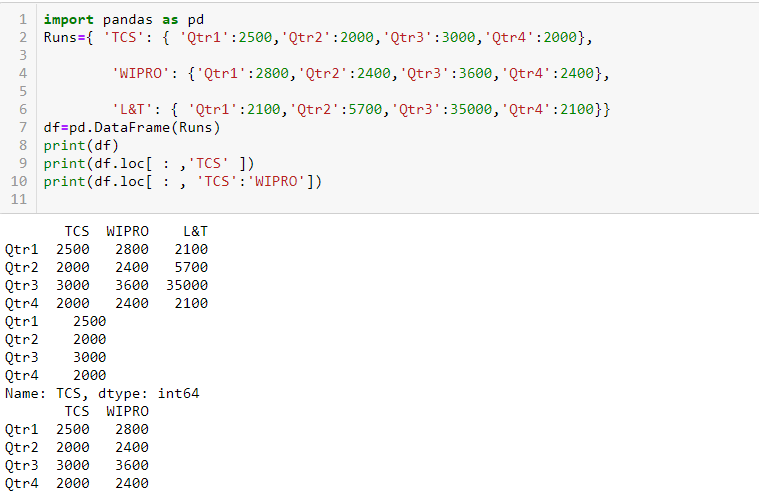 1 import pandas as pd
2 Runs={ 'TCS': { 'Qtr1':2500,'Qtr2':2000,'Qtr3':3000,'Qtr4':2000},
3
4         'WIPRO': {'Qtr1':2800,'Qtr2':2400,'Qtr3':3600,'Qtr4':2400},
5
6         'L&T': { 'Qtr1':2100,'Qtr2':5700,'Qtr3':35000,'Qtr4':2100}}
7 df=pd.DataFrame(Runs)
8 print(df)
9 print(df.loc[ : ,'TCS' ])
10 print(df.loc[ : , 'TCS':'WIPRO'])
11
       TCS  WIPRO    L&T
Qtr1  2500   2800   2100
Qtr2  2000   2400   5700
Qtr3  3000   3600  35000
Qtr4  2000   2400   2100
Qtr1    2500
Qtr2    2000
Qtr3    3000
Qtr4    2000
Name: TCS, dtype: int64
       TCS  WIPRO
Qtr1  2500   2800
Qtr2  2000   2400
Qtr3  3000   3600
Qtr4  2000   2400